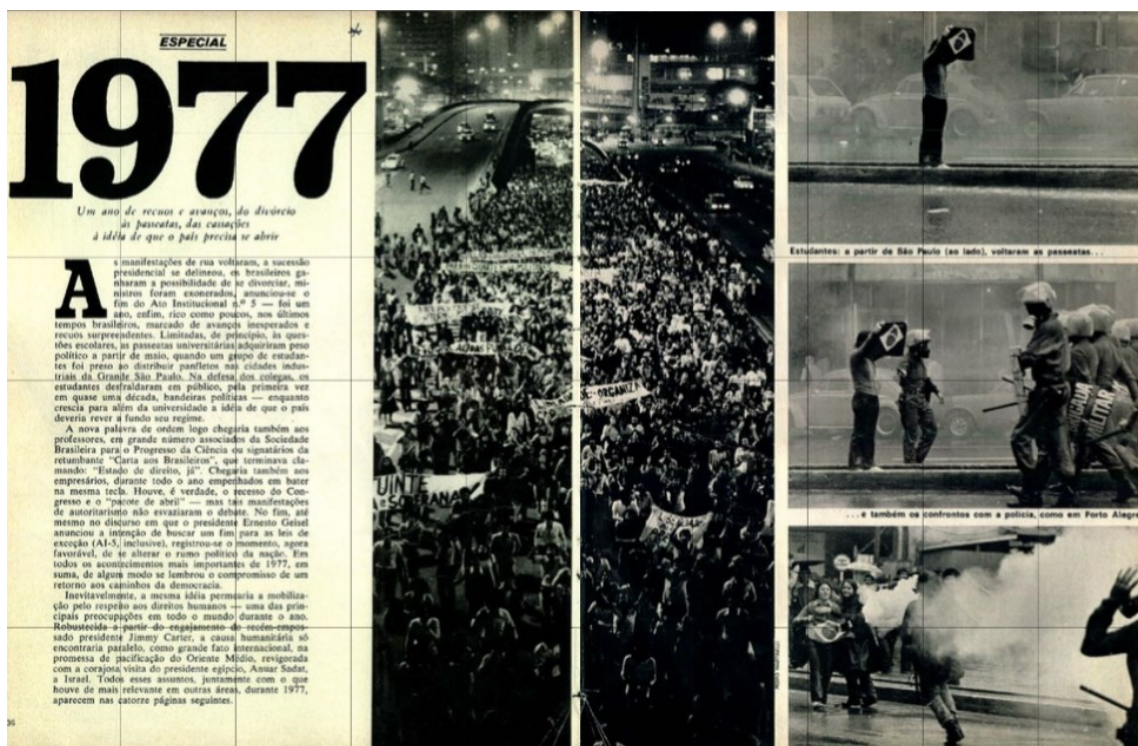 ESPECIAL
1977
Um ano de recuos e avanços, do divórcio
às passeatas, das cassações
à idéia de que o país precisa se abrir
As manifestações de rua voltaram, a sucessão
presidencial se delineou, os brasileiros ga-
nharam a possibilidade de se divorciar, mi-
nistros foram exonerados, anunciou-se o
fim do Ato Institucional n.º 5 — foi um
ano, enfim, rico como poucos, nos últimos
tempos brasileiros, marcado de avanços inesperados e
recuos surpreendentes. Limitadas, de princípio, às ques-
tões escolares, as passeatas universitárias adquiriram peso
político a partir de maio, quando um grupo de estudan-
tes foi preso ao distribuir panfletos nas cidades indus-
triais da Grande São Paulo. Na defesa dos colegas, os
estudantes desfraldaram em público, pela primeira vez
em quase uma década, bandeiras políticas — enquanto
crescia para além da universidade a idéia de que o país
deveria rever a fundo seu regime.
A nova palavra de ordem logo chegaria também aos
professores, em grande número associados da Sociedade
Brasileira para o Progresso da Ciência ou signatários da
retumbante "Carta aos Brasileiros", que terminava cla-
mando: "Estado de direito, já". Chegaria também aos
empresários, durante todo o ano empenhados em bater
na mesma tecla. Houve, é verdade, o recesso do Con-
gresso e o "pacote de abril" — mas tais manifestações
de autoritarismo não esvaziaram o debate. No fim, até
mesmo no discurso em que o presidente Ernesto Geisel
anunciou a intenção de buscar um fim para as leis de
exceção (AI-5, inclusive), registrou-se o momento, agora
favorável, de se alterar o rumo político da nação. Em
todos os acontecimentos mais importantes de 1977, em
suma, de algum modo se lembrou o compromisso de um
retorno aos caminhos da democracia.
Inevitavelmente, a mesma idéia permearia a mobiliza-
ção pelo respeito aos direitos humanos — uma das prin-
cipais preocupações em todo o mundo durante o ano.
Robustecida a partir do engajamento do recém-empos-
sado presidente Jimmy Carter, a causa humanitária só
encontraria paralelo, como grande fato internacional, na
promessa de pacificação do Oriente Médio, revigorada
com a corajosa visita do presidente egípcio, Anuar Sadat,
a Israel. Todos esses assuntos, juntamente com o que
houve de mais relevante em outras áreas, durante 1977,
aparecem nas catorze páginas seguintes.
UINTE
SOBERANA
ORGANIZA
Estudantes: a partir de São Paulo (ao lado), voltaram as passeatas...
MILITAR
...e também os confrontos com a polícia, como em Porto Alegre